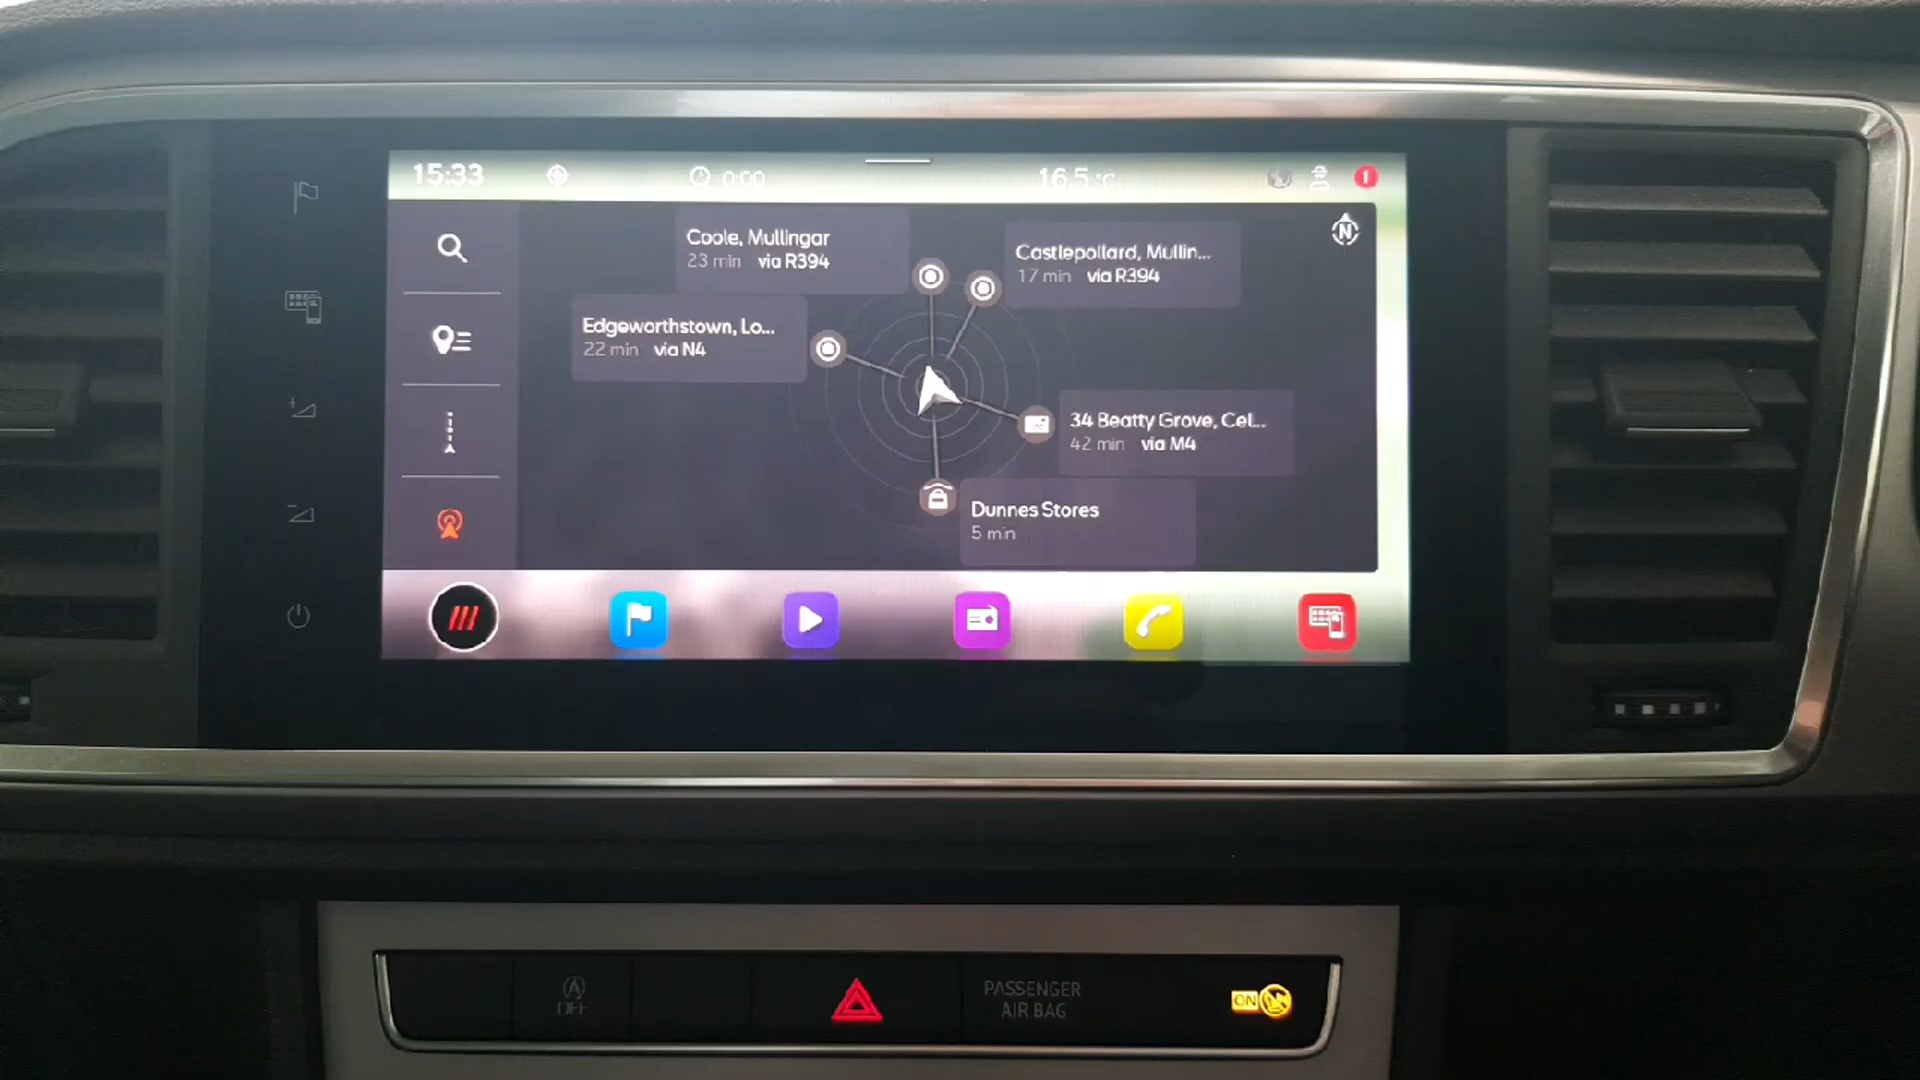 15:33
0:00
16.5 °C
1
N
Coole, Mullingar
23 min via R394
Castlepollard, Mullin...
17 min via R394
Edgeworthstown, Lo...
22 min via N4
34 Beatty Grove, Cel...
42 min via M4
Dunnes Stores
5 min
A
OFF
PASSENGER
AIR BAG
ON